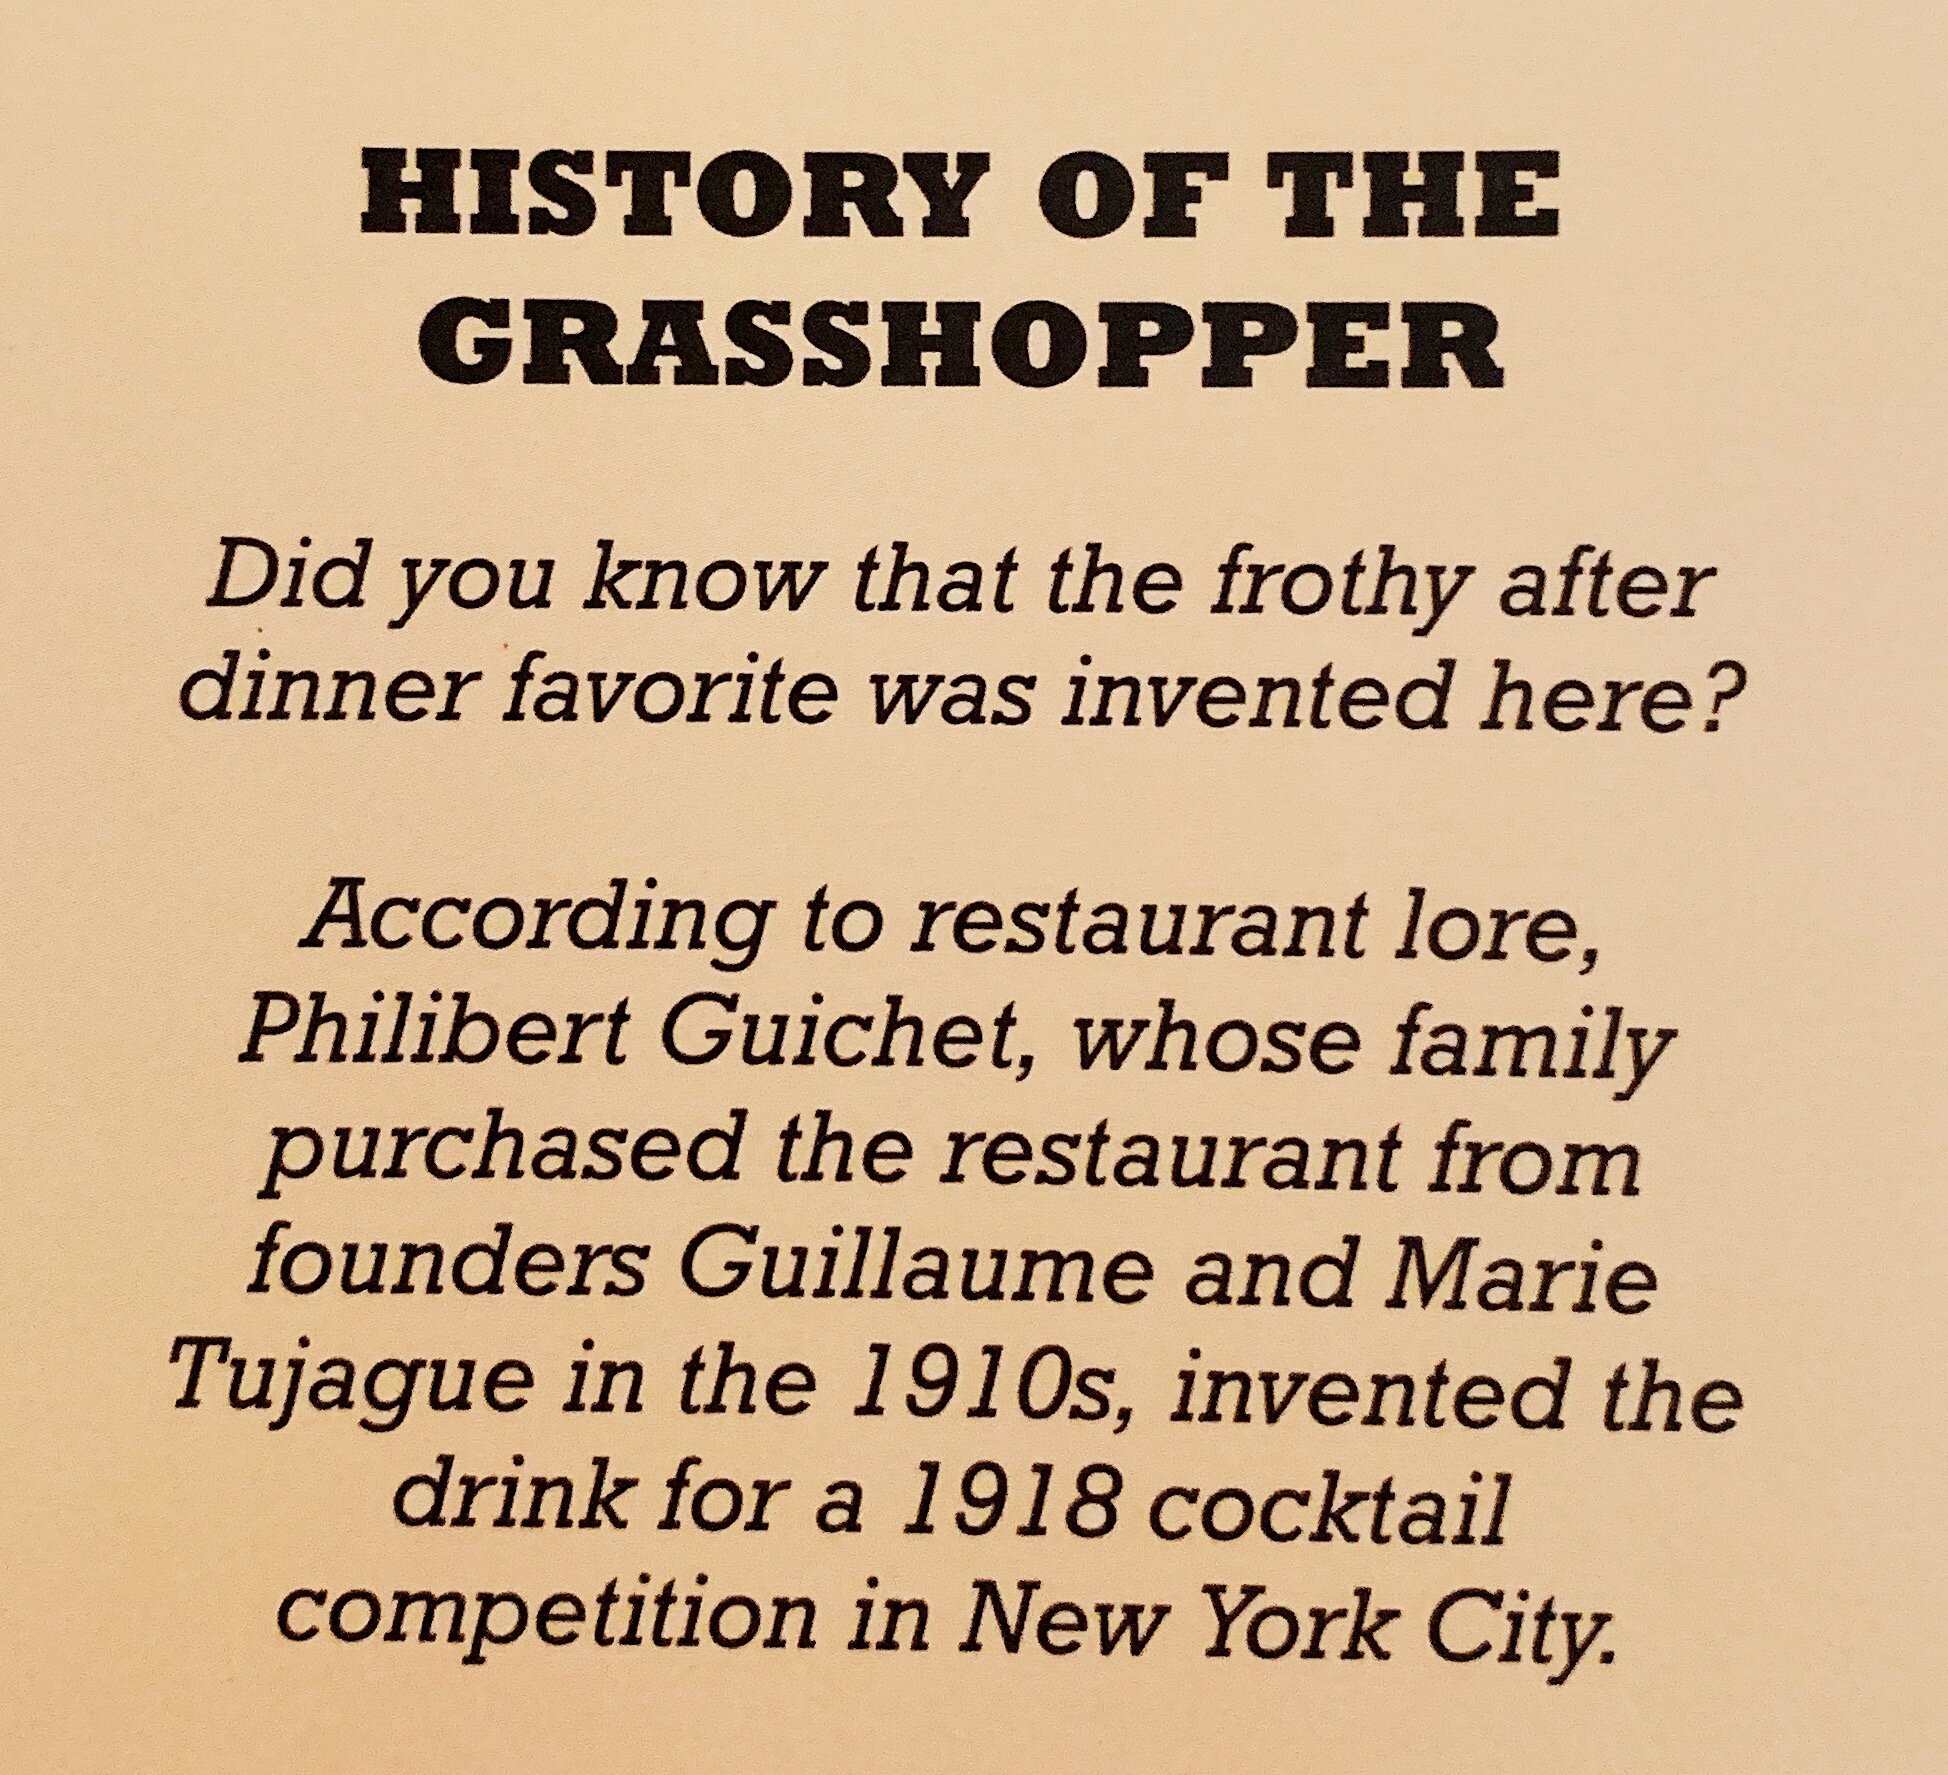 HISTORY OF THE
GRASSHOPPER
Did you know that the frothy after
dinner favorite was invented here?
According to restaurant lore,
Philibert Guichet, whose family
purchased the restaurant from
founders Guillaume and Marie
Tujague in the 1910s, invented the
drink for a 1918 cocktail
competition in New York City.